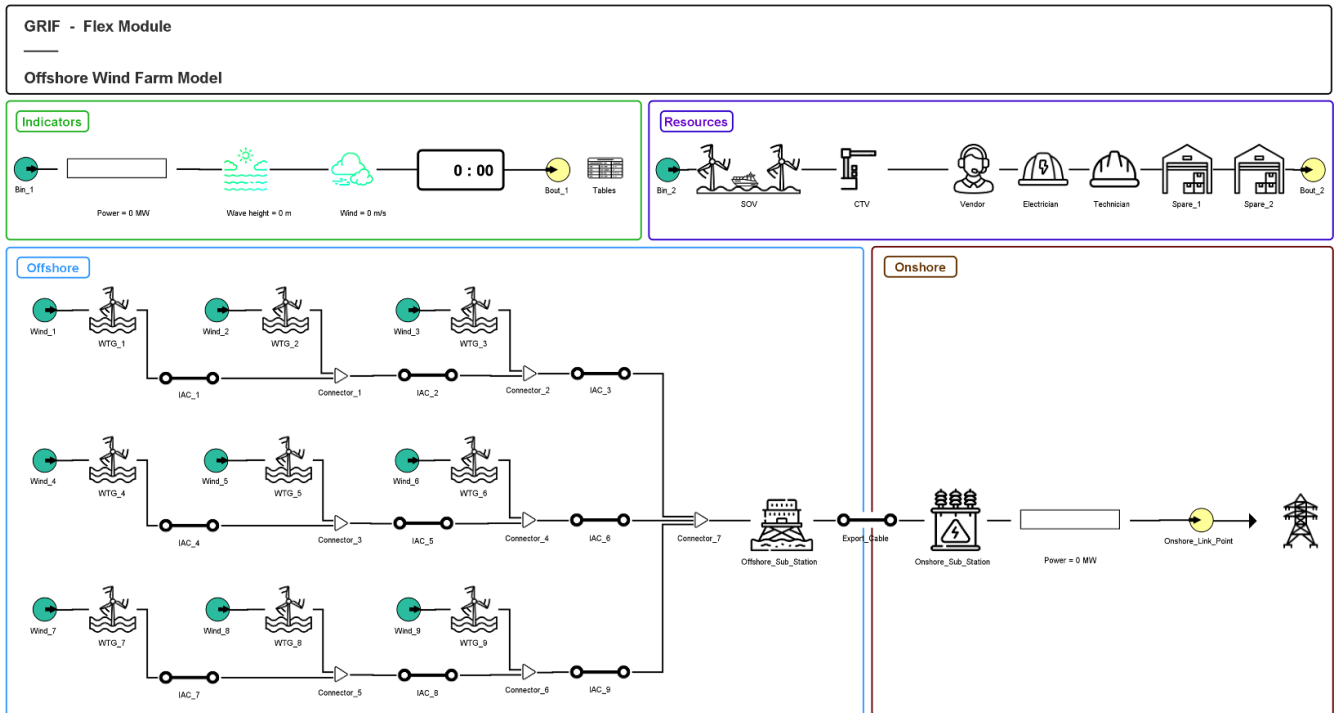 GRIF - Flex Module
Offshore Wind Farm Model
Indicators
Resources
0 : 00
Bin_1
Bout_1
Tables
Power = 0 MW
Wave height = 0 m
Wind = 0 m/s
Bin_2
SOV
CTV
Vendor
Electrician
Technician
Spare_1
Spare_2
Bout_2
Offshore
Onshore
Wind_1
WTG_1
Wind_2
WTG_2
Wind_3
WTG_3
IAC_1
Connector_1
IAC_2
Connector_2
IAC_3
Wind_4
WTG_4
Wind_5
WTG_5
Wind_6
WTG_6
IAC_4
Connector_3
IAC_5
Connector_4
IAC_6
Connector_7
Offshore_Sub_Station
Export_Cable
Onshore_Sub_Station
Power = 0 MW
Onshore_Link_Point
Wind_7
WTG_7
Wind_8
WTG_8
Wind_9
WTG_9
IAC_7
Connector_5
IAC_8
Connector_6
IAC_9